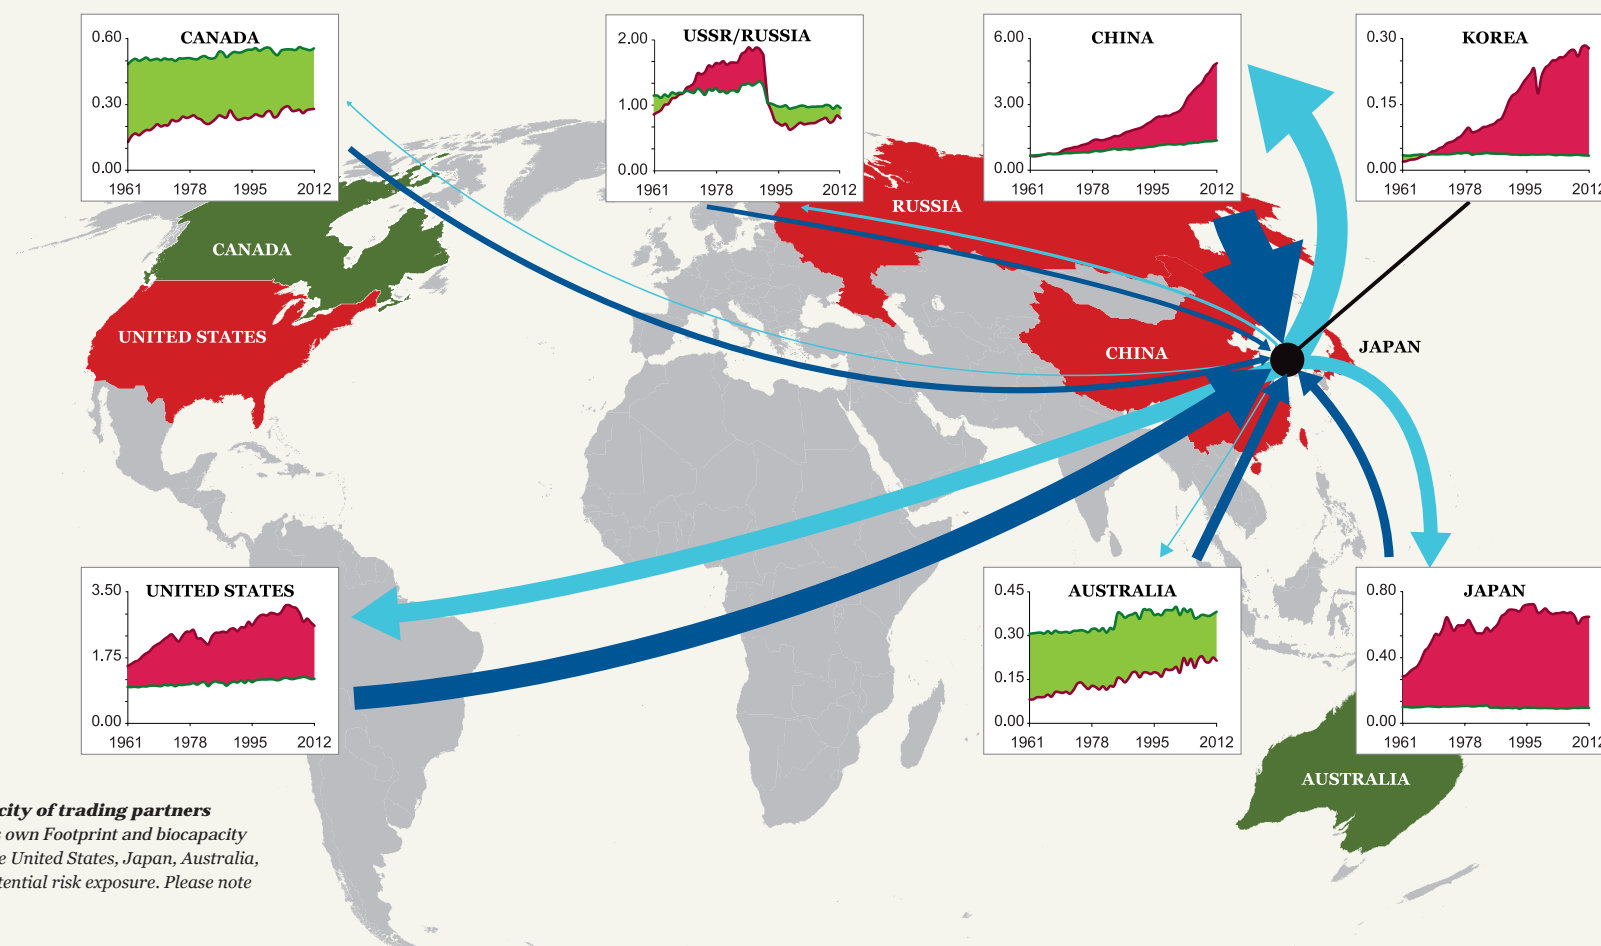 CANADA
0.60
0.30
0.00
1961 1978 1995 2012
USSR/RUSSIA
2.00
1.00
0.00
1961 1978 1995 2012
CHINA
6.00
3.00
0.00
1961 1978 1995 2012
KOREA
0.30
0.15
0.00
1961 1978 1995 2012
RUSSIA
CANADA
UNITED STATES
CHINA
JAPAN
UNITED STATES
3.50
1.75
0.00
1961 1978 1995 2012
AUSTRALIA
0.45
0.30
0.15
0.00
1961 1978 1995 2012
JAPAN
0.80
0.40
0.00
1961 1978 1995 2012
AUSTRALIA
city of trading partners
own Footprint and biocapacity
United States, Japan, Australia,
tential risk exposure. Please note